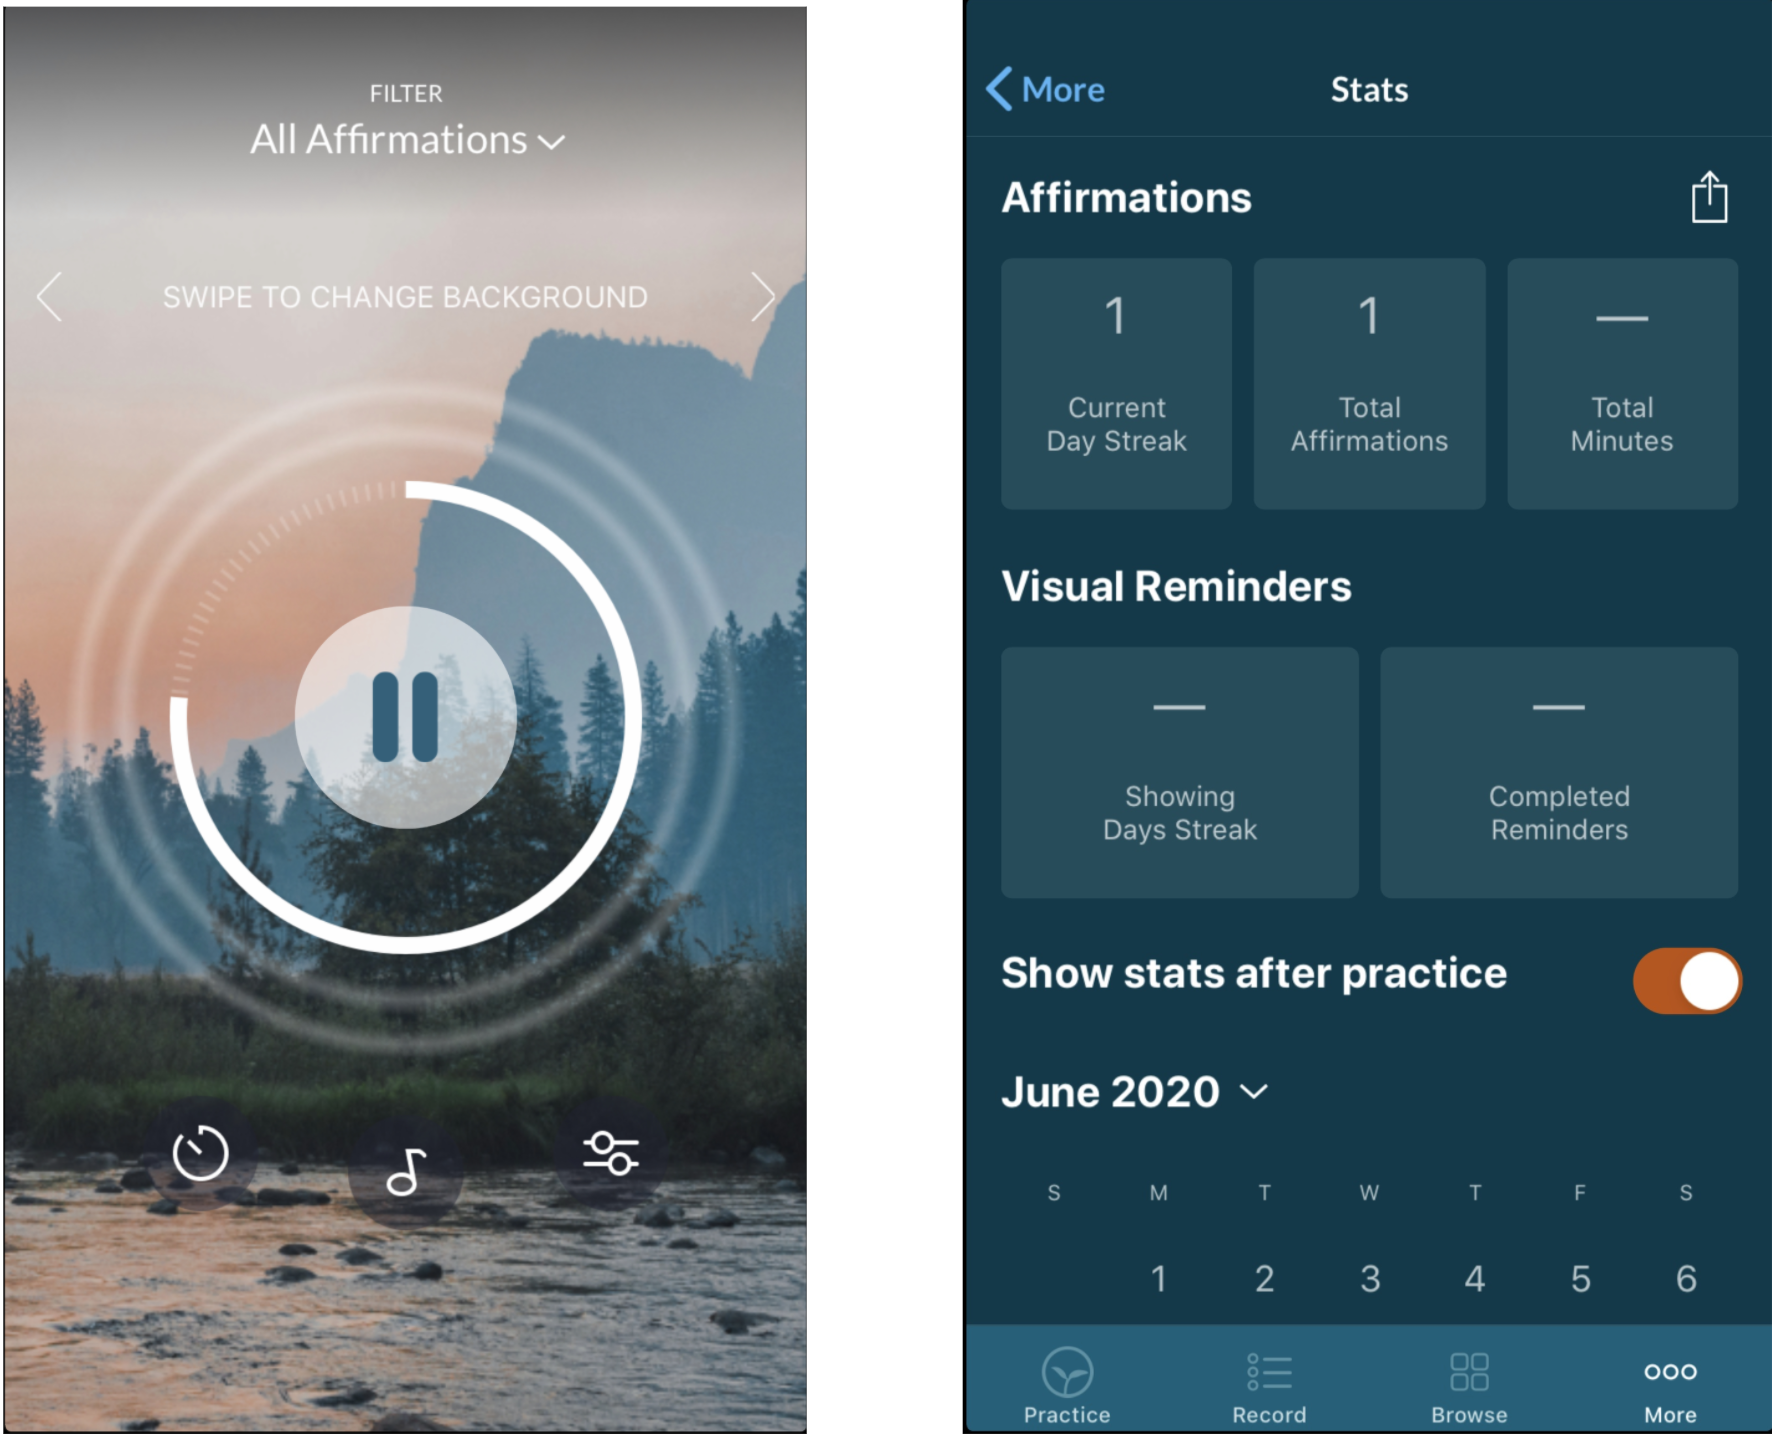 FILTER
All Affirmations
SWIPE TO CHANGE BACKGROUND
More
Stats
Affirmations
1
Current
Day Streak
1
Total
Affirmations
—
Total
Minutes
Visual Reminders
—
Showing
Days Streak
—
Completed
Reminders
Show stats after practice
June 2020
S M T W T F S
1 2 3 4 5 6
Practice Record Browse More